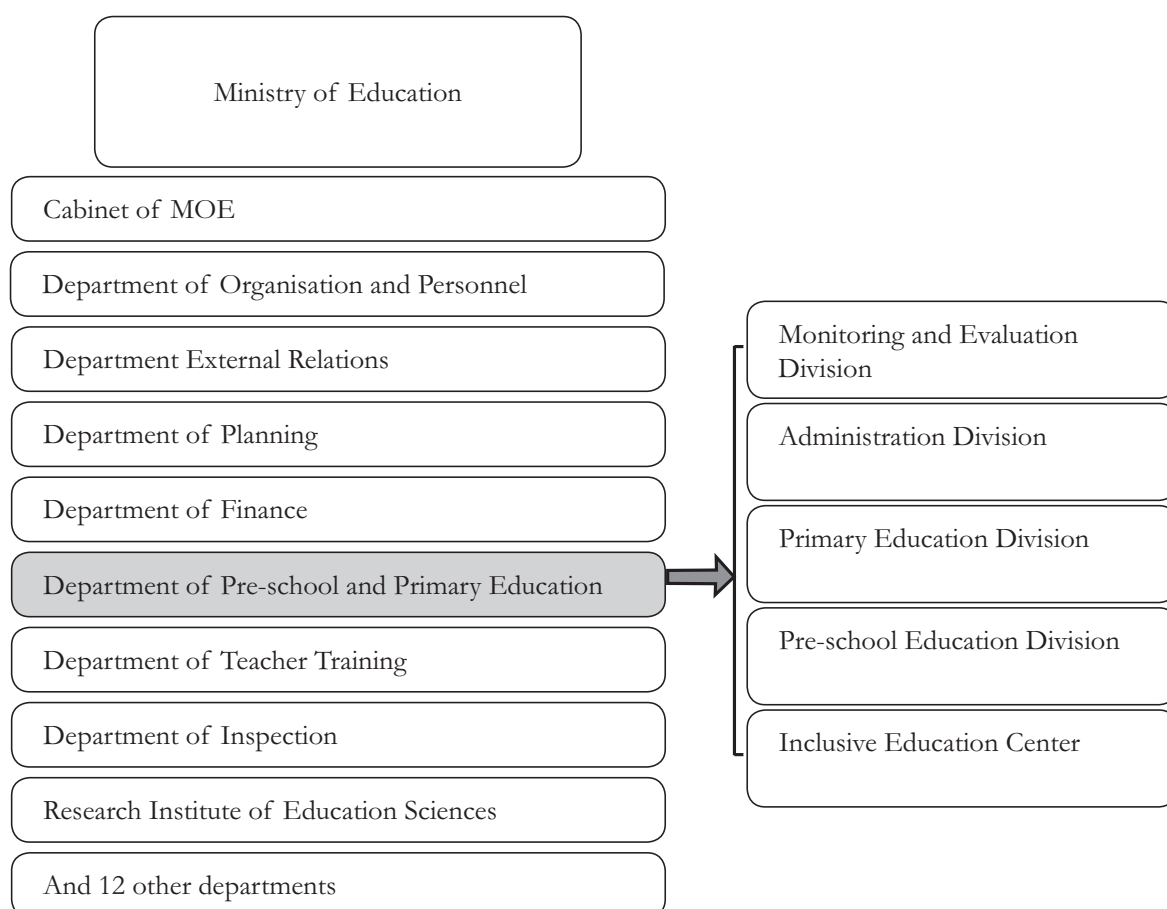 Ministry of Education
Cabinet of MOE
Department of Organisation and Personnel
Department External Relations
Department of Planning
Department of Finance
Department of Pre-school and Primary Education
Department of Teacher Training
Department of Inspection
Research Institute of Education Sciences
And 12 other departments
Monitoring and Evaluation
Division
Administration Division
Primary Education Division
Pre-school Education Division
Inclusive Education Center